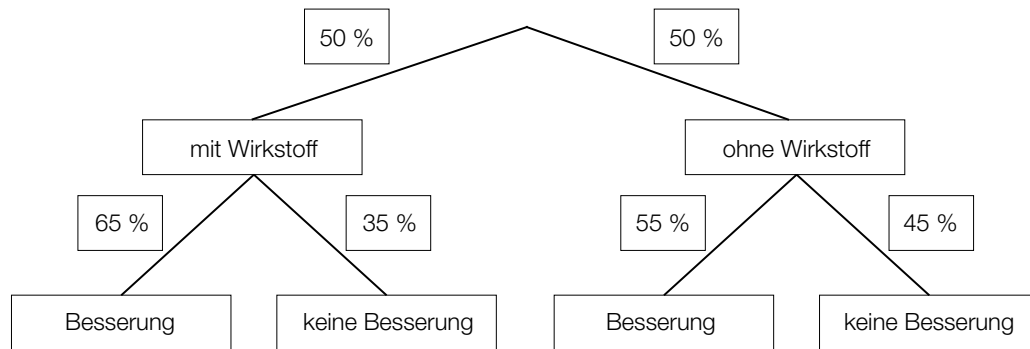 50 % 50 %
mit Wirkstoff ohne Wirkstoff
65 % 35 % 55 % 45 %
Besserung keine Besserung Besserung keine Besserung